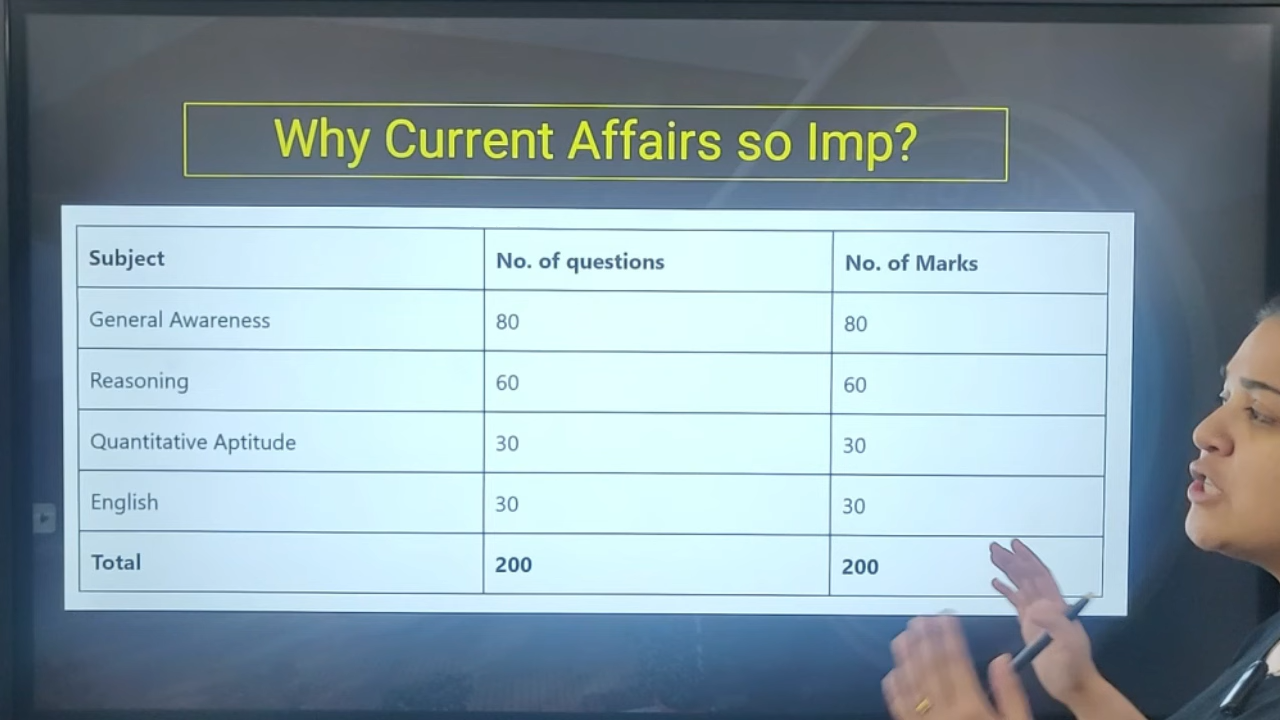 Why Current Affairs so Imp?
Subject No. of questions No. of Marks
General Awareness 80 80
Reasoning 60 60
Quantitative Aptitude 30 30
English 30 30
Total 200 200